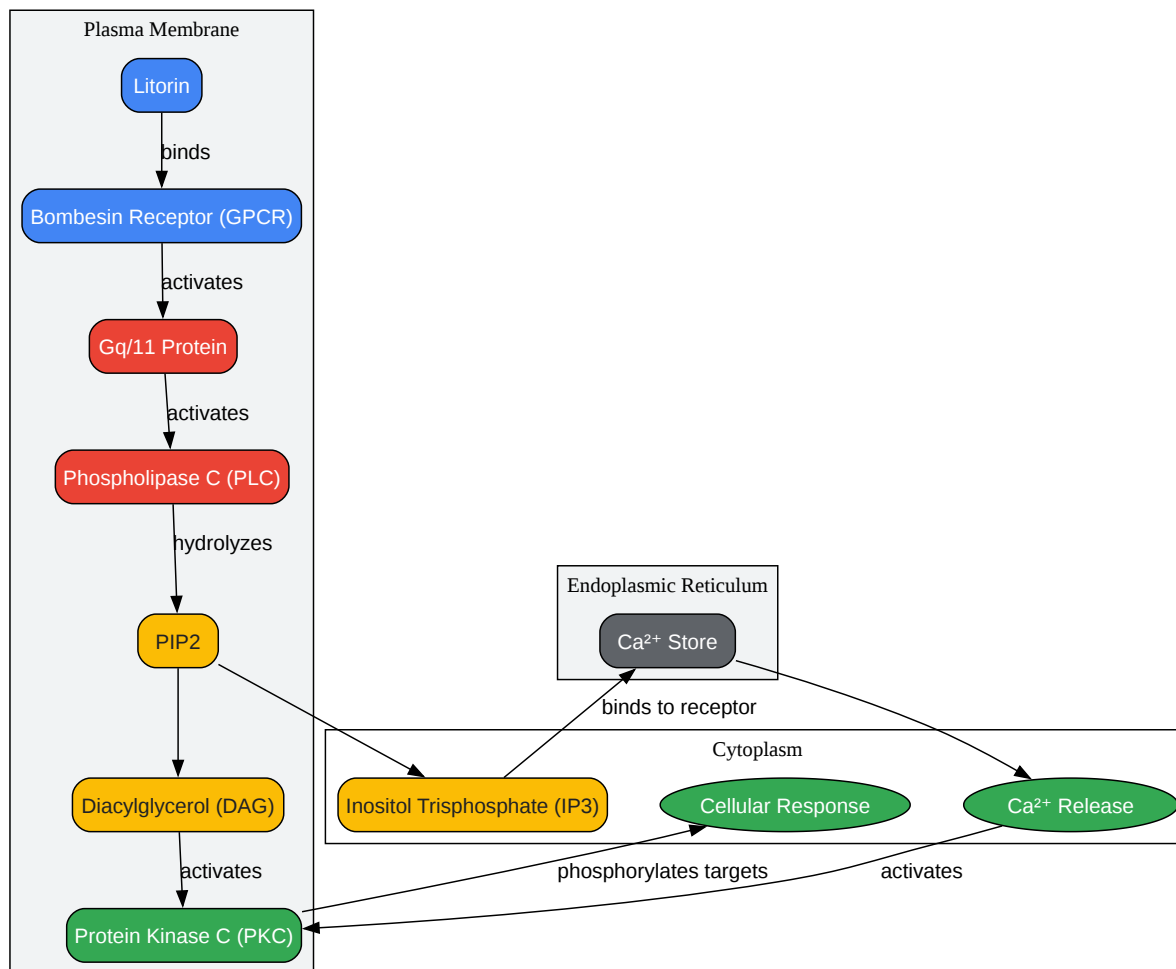 Plasma Membrane
Litorin
binds
Bombesin Receptor (GPCR)
activates
Gq/11 Protein
activates
Phospholipase C (PLC)
hydrolyzes
PIP2
Diacylglycerol (DAG)
activates
Protein Kinase C (PKC)
Endoplasmic Reticulum
Ca²⁺ Store
binds to receptor
Cytoplasm
Inositol Trisphosphate (IP3)
Cellular Response
Ca²⁺ Release
phosphorylates targets
activates